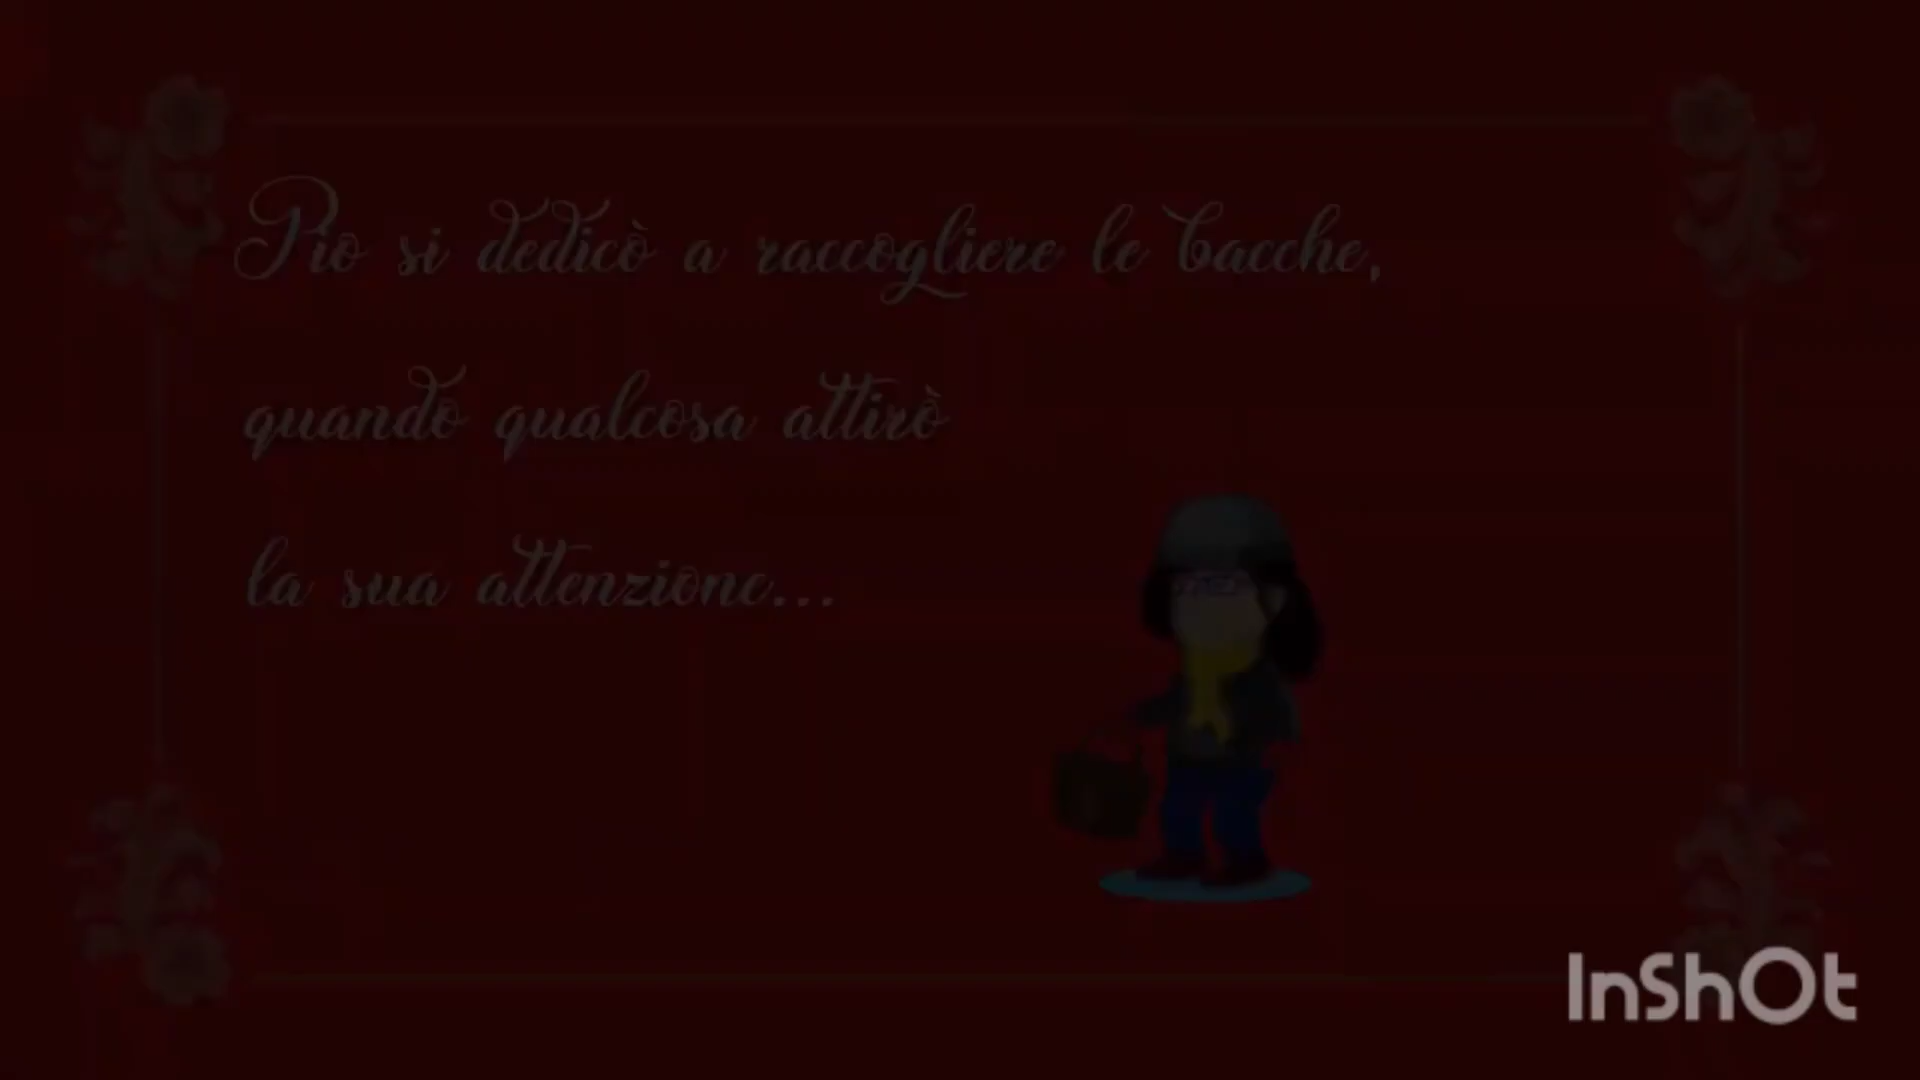 Pio si dedicò a raccogliere le bacche,
quando qualcosa attirò
la sua attenzione...
InShOt